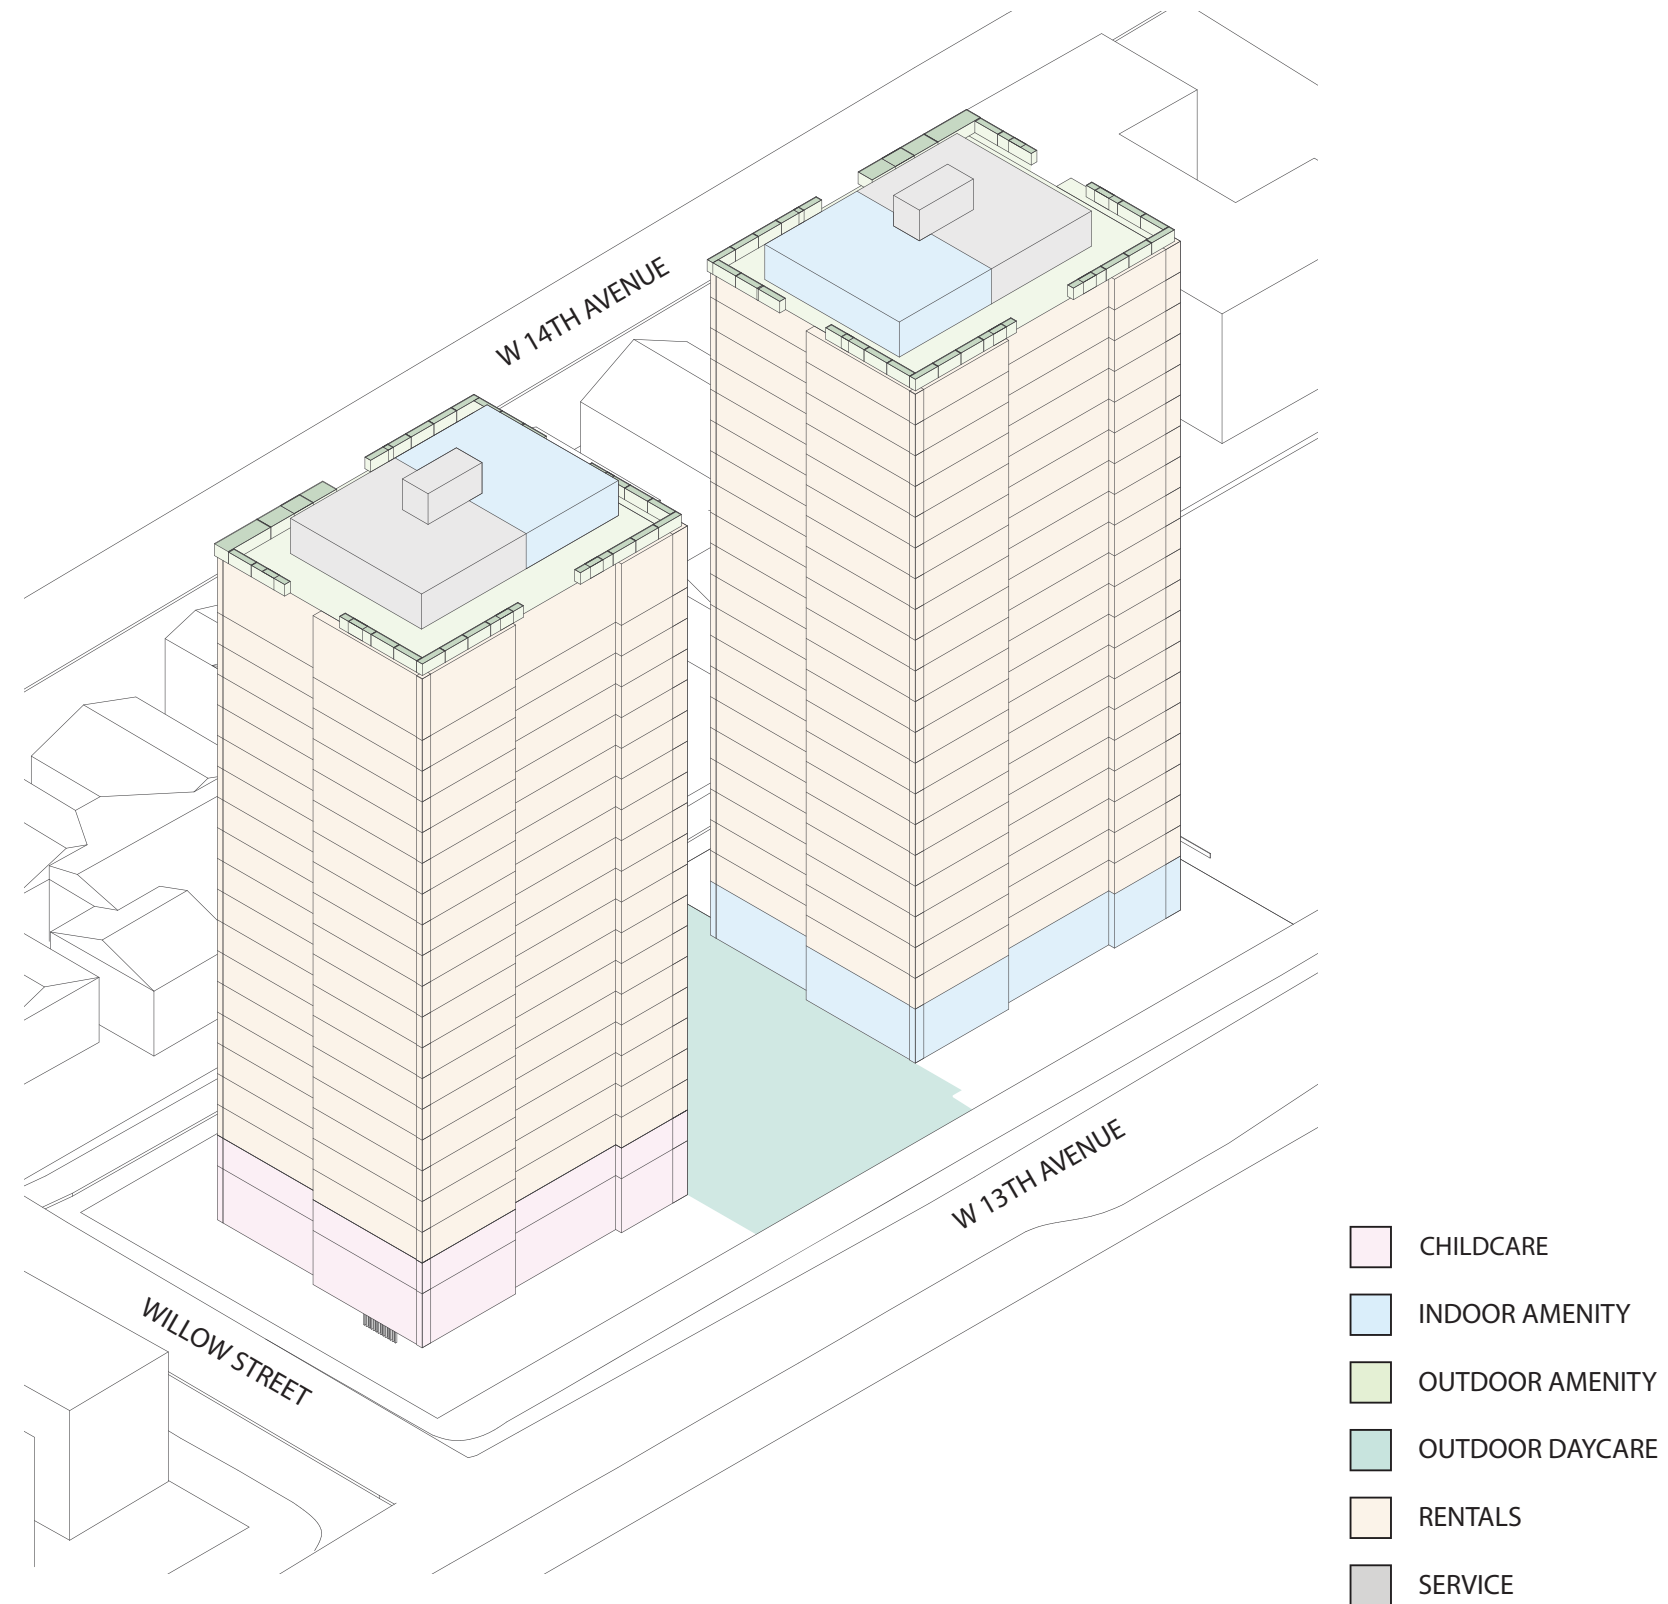 W 14TH AVENUE
W 13TH AVENUE
WILLOW STREET
CHILDCARE
INDOOR AMENITY
OUTDOOR AMENITY
OUTDOOR DAYCARE
RENTALS
SERVICE